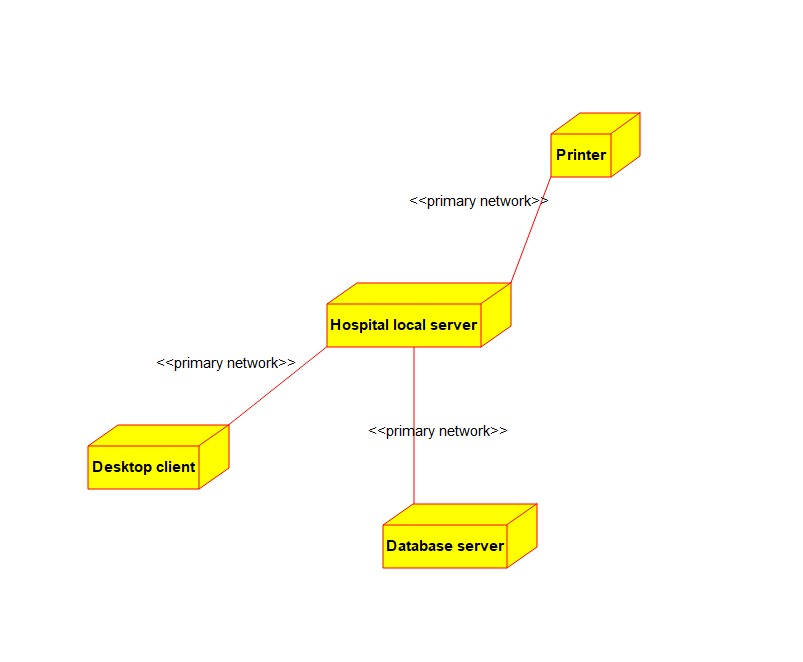 Printer
<<primary network>>
Hospital local server
<<primary network>>
<<primary network>>
Desktop client
Database server